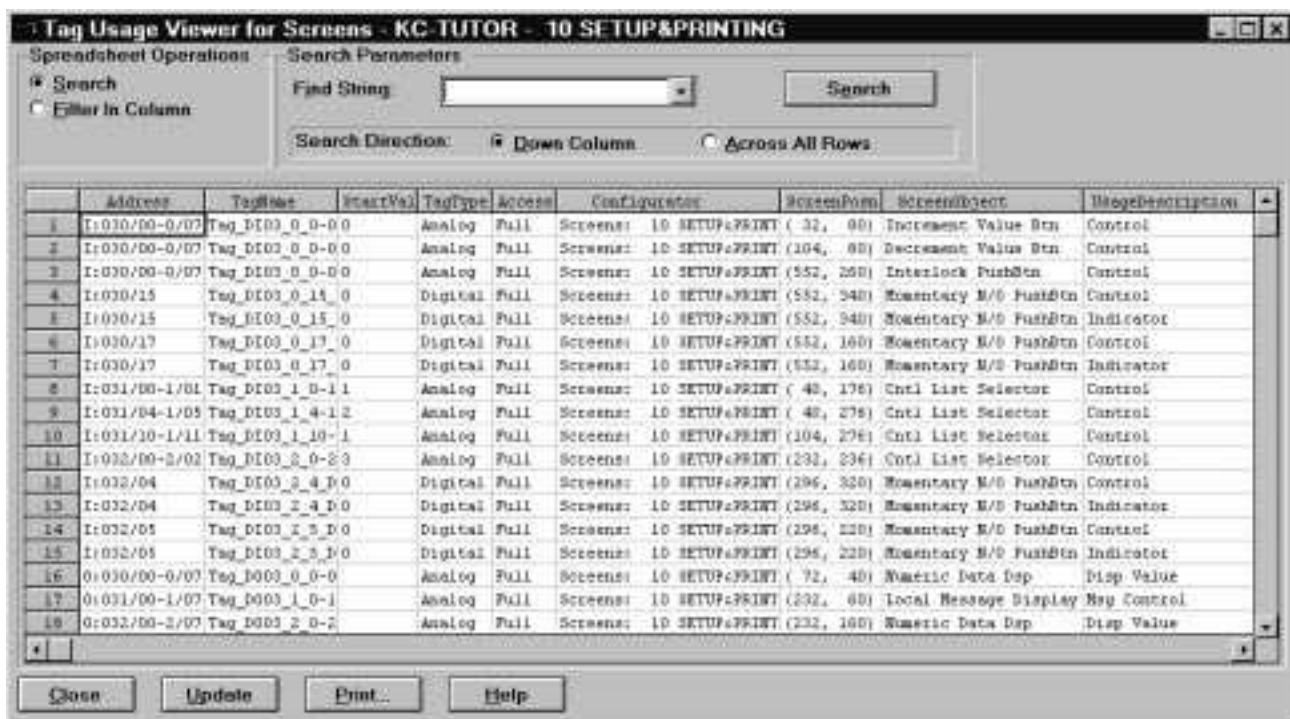 Tag Usage Viewer for Screens - KC-TUTOR - 10 SETUP&PRINTING
Spreadsheet Operations
Search Parameters
Search
Filter In Column
Find String:
Search
Search Direction:
Down Column
Across All Rows
Address TagName StartVal TagType Access Configurator ScreenPosn ScreenObject UsageDescription
1 I:030/00-0/07 Tag_DI03_0_0-0 0 Analog Full Screens: 10 SETUP&PRINT ( 32, 80) Increment Value Btn Control
2 I:030/00-0/07 Tag_DI03_0_0-0 0 Analog Full Screens: 10 SETUP&PRINT (104, 80) Decrement Value Btn Control
3 I:030/00-0/07 Tag_DI03_0_0-0 0 Analog Full Screens: 10 SETUP&PRINT (552, 260) Interlock PushBtn Control
4 I:030/15 Tag_DI03_0_15_ 0 Digital Full Screens: 10 SETUP&PRINT (552, 340) Momentary N/O PushBtn Control
5 I:030/15 Tag_DI03_0_15_ 0 Digital Full Screens: 10 SETUP&PRINT (552, 340) Momentary N/O PushBtn Indicator
6 I:030/17 Tag_DI03_0_17_ 0 Digital Full Screens: 10 SETUP&PRINT (552, 160) Momentary N/O PushBtn Control
7 I:030/17 Tag_DI03_0_17_ 0 Digital Full Screens: 10 SETUP&PRINT (552, 160) Momentary N/O PushBtn Indicator
8 I:031/00-1/01 Tag_DI03_1_0-1 1 Analog Full Screens: 10 SETUP&PRINT ( 40, 176) Cntl List Selector Control
9 I:031/04-1/05 Tag_DI03_1_4-1 2 Analog Full Screens: 10 SETUP&PRINT ( 40, 276) Cntl List Selector Control
10 I:031/10-1/11 Tag_DI03_1_10- 1 Analog Full Screens: 10 SETUP&PRINT (104, 276) Cntl List Selector Control
11 I:032/00-2/02 Tag_DI03_2_0-2 3 Analog Full Screens: 10 SETUP&PRINT (232, 236) Cntl List Selector Control
12 I:032/04 Tag_DI03_2_4_D 0 Digital Full Screens: 10 SETUP&PRINT (296, 320) Momentary N/O PushBtn Control
13 I:032/04 Tag_DI03_2_4_D 0 Digital Full Screens: 10 SETUP&PRINT (296, 320) Momentary N/O PushBtn Indicator
14 I:032/05 Tag_DI03_2_5_D 0 Digital Full Screens: 10 SETUP&PRINT (296, 220) Momentary N/O PushBtn Control
15 I:032/05 Tag_DI03_2_5_D 0 Digital Full Screens: 10 SETUP&PRINT (296, 220) Momentary N/O PushBtn Indicator
16 O:030/00-0/07 Tag_DO03_0_0-0 Analog Full Screens: 10 SETUP&PRINT ( 72, 40) Numeric Data Dsp Disp Value
17 O:031/00-1/07 Tag_DO03_1_0-1 Analog Full Screens: 10 SETUP&PRINT (232, 60) Local Message Display Msg Control
18 O:032/00-2/07 Tag_DO03_2_0-2 Analog Full Screens: 10 SETUP&PRINT (232, 160) Numeric Data Dsp Disp Value
Close Update Print... Help